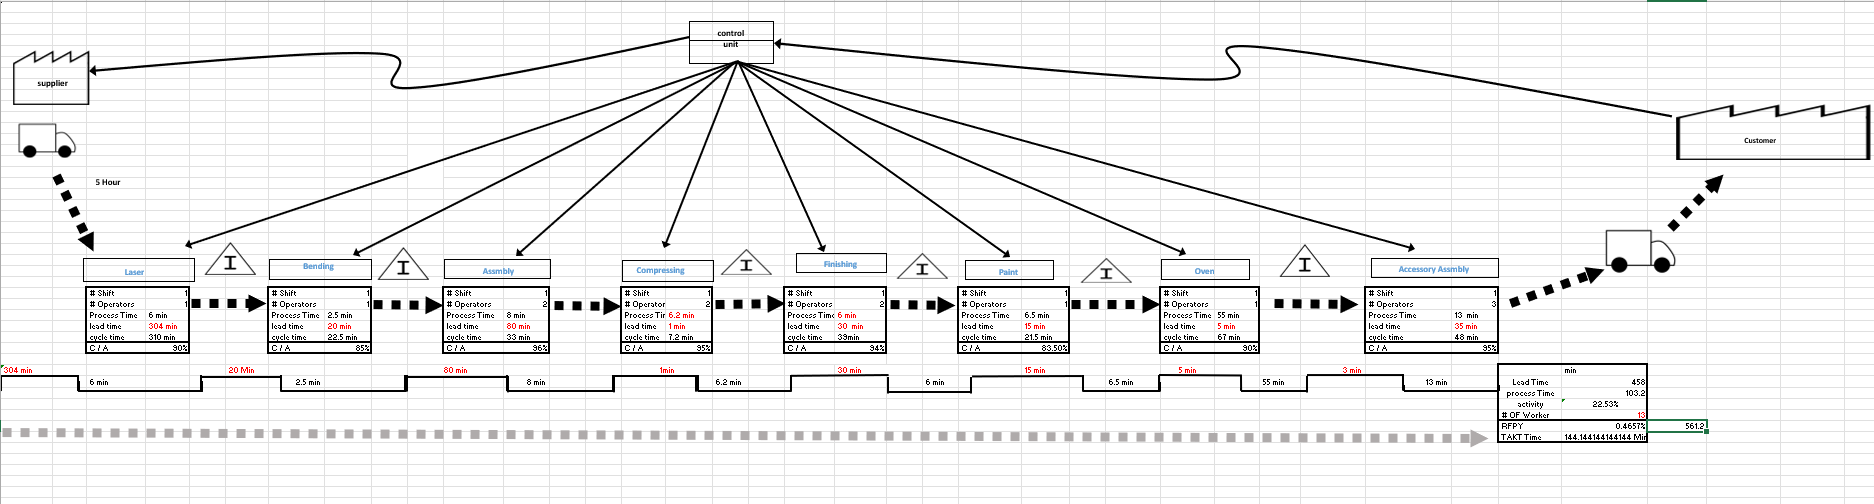 control
unit
supplier
Customer
5 Hour
Laser
# Shift 1
# Operators 1
Process Time 6 min
lead time 304 min
cycle time 310 min
C / A 90%
I
Bending
# Shift 1
# Operators 1
Process Time 2.5 min
lead time 20 min
cycle time 22.5 min
C / A 85%
I
Assmbly
# Shift 1
# Operators 2
Process Time 8 min
lead time 80 min
cycle time 33 min
C / A 96%
Compressing
# Shift 1
# Operator 2
Process Tir 6.2 min
lead time 1 min
cycle time 7.2 min
C / A 95%
I
Finishing
# Shift 1
# Operators 2
Process Time 6 min
lead time 30 min
cycle time 39min
C / A 94%
I
Paint
# Shift 1
# Operators 1
Process Time 6.5 min
lead time 15 min
cycle time 21.5 min
C / A 83.50%
I
Oven
# Shift 1
# Operators 1
Process Time 55 min
lead time 5 min
cycle time 67 min
C / A 90%
I
Accessory Assmbly
# Shift 1
# Operators 3
Process Time 13 min
lead time 35 min
cycle time 48 min
C / A 95%
304 min 20 Min 80 min 1min 30 min 15 min 5 min 3 min
6 min 2.5 min 8 min 6.2 min 6 min 6.5 min 55 min 13 min
min
Lead Time 458
process Time 103.2
activity 22.53%
# OF Worker 13
RFPY 0.4657% 561.2
TAKT Time 144.144144144144 Min